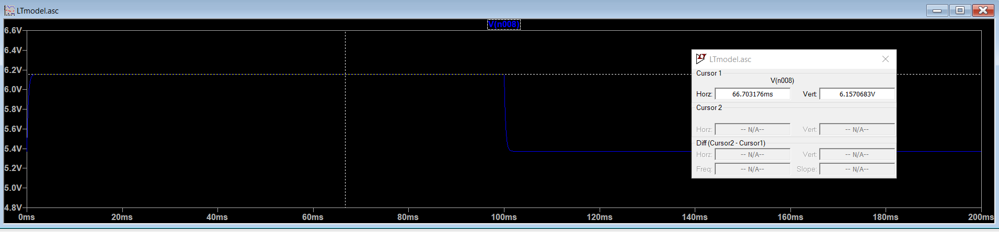 LTmodel.asc
V(n008)
6.6V
6.4V
6.2V
6.0V
5.8V
5.6V
5.4V
5.2V
5.0V
4.8V
0ms 20ms 40ms 60ms 80ms 100ms 120ms 140ms 160ms 180ms 200ms
LT LTmodel.asc
Cursor 1
V(n008)
Horz: 66.703176ms Vert: 6.1570683V
Cursor 2
Horz: -- N/A-- Vert: -- N/A--
Diff (Cursor2 - Cursor1)
Horz: -- N/A-- Vert: -- N/A--
Freq: -- N/A-- Slope: -- N/A--